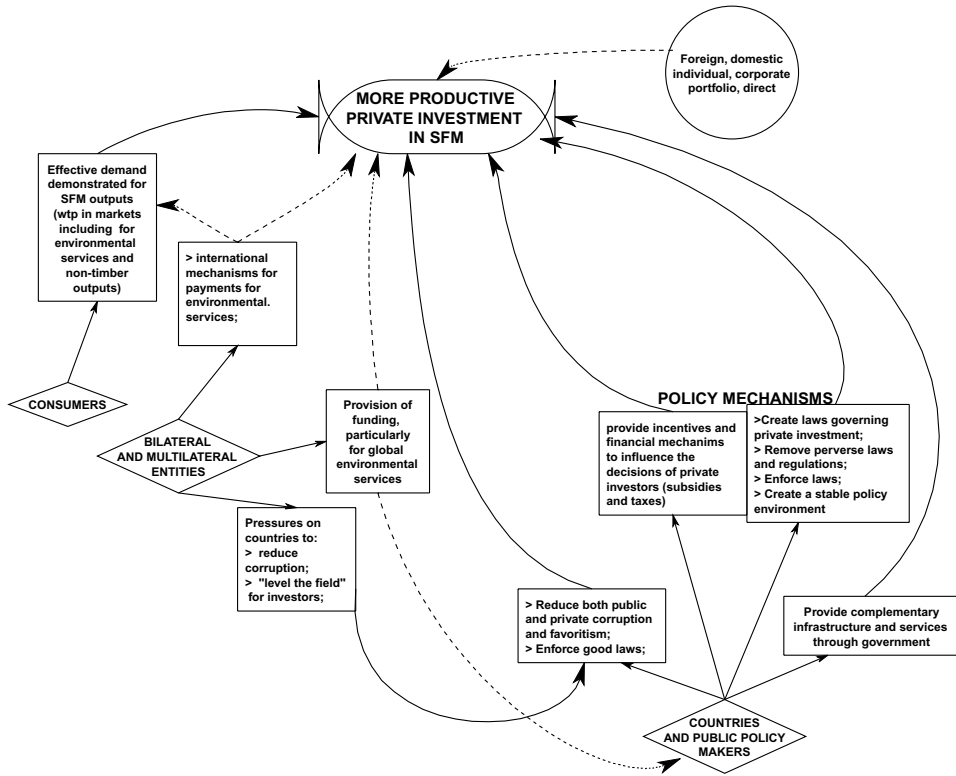 Foreign, domestic
individual, corporate
portfolio, direct
MORE PRODUCTIVE
PRIVATE INVESTMENT
IN SFM
Effective demand
demonstrated for
SFM outputs
(wtp in markets
including for
environmental
services and
non-timber
outputs)
> international
mechanisms for
payments for
environmental.
services;
CONSUMERS
BILATERAL
AND MULTILATERAL
ENTITIES
Provision of
funding,
particularly
for global
environmental
services
Pressures on
countries to:
> reduce
corruption;
> "level the field"
for investors;
POLICY MECHANISMS
provide incentives and
financial mechanims
to influence the
decisions of private
investors (subsidies
and taxes)
>Create laws governing
private investment;
> Remove perverse laws
and regulations;
> Enforce laws;
> Create a stable policy
environment
> Reduce both public
and private corruption
and favoritism;
> Enforce good laws;
Provide complementary
infrastructure and services
through government
COUNTRIES
AND PUBLIC POLICY
MAKERS